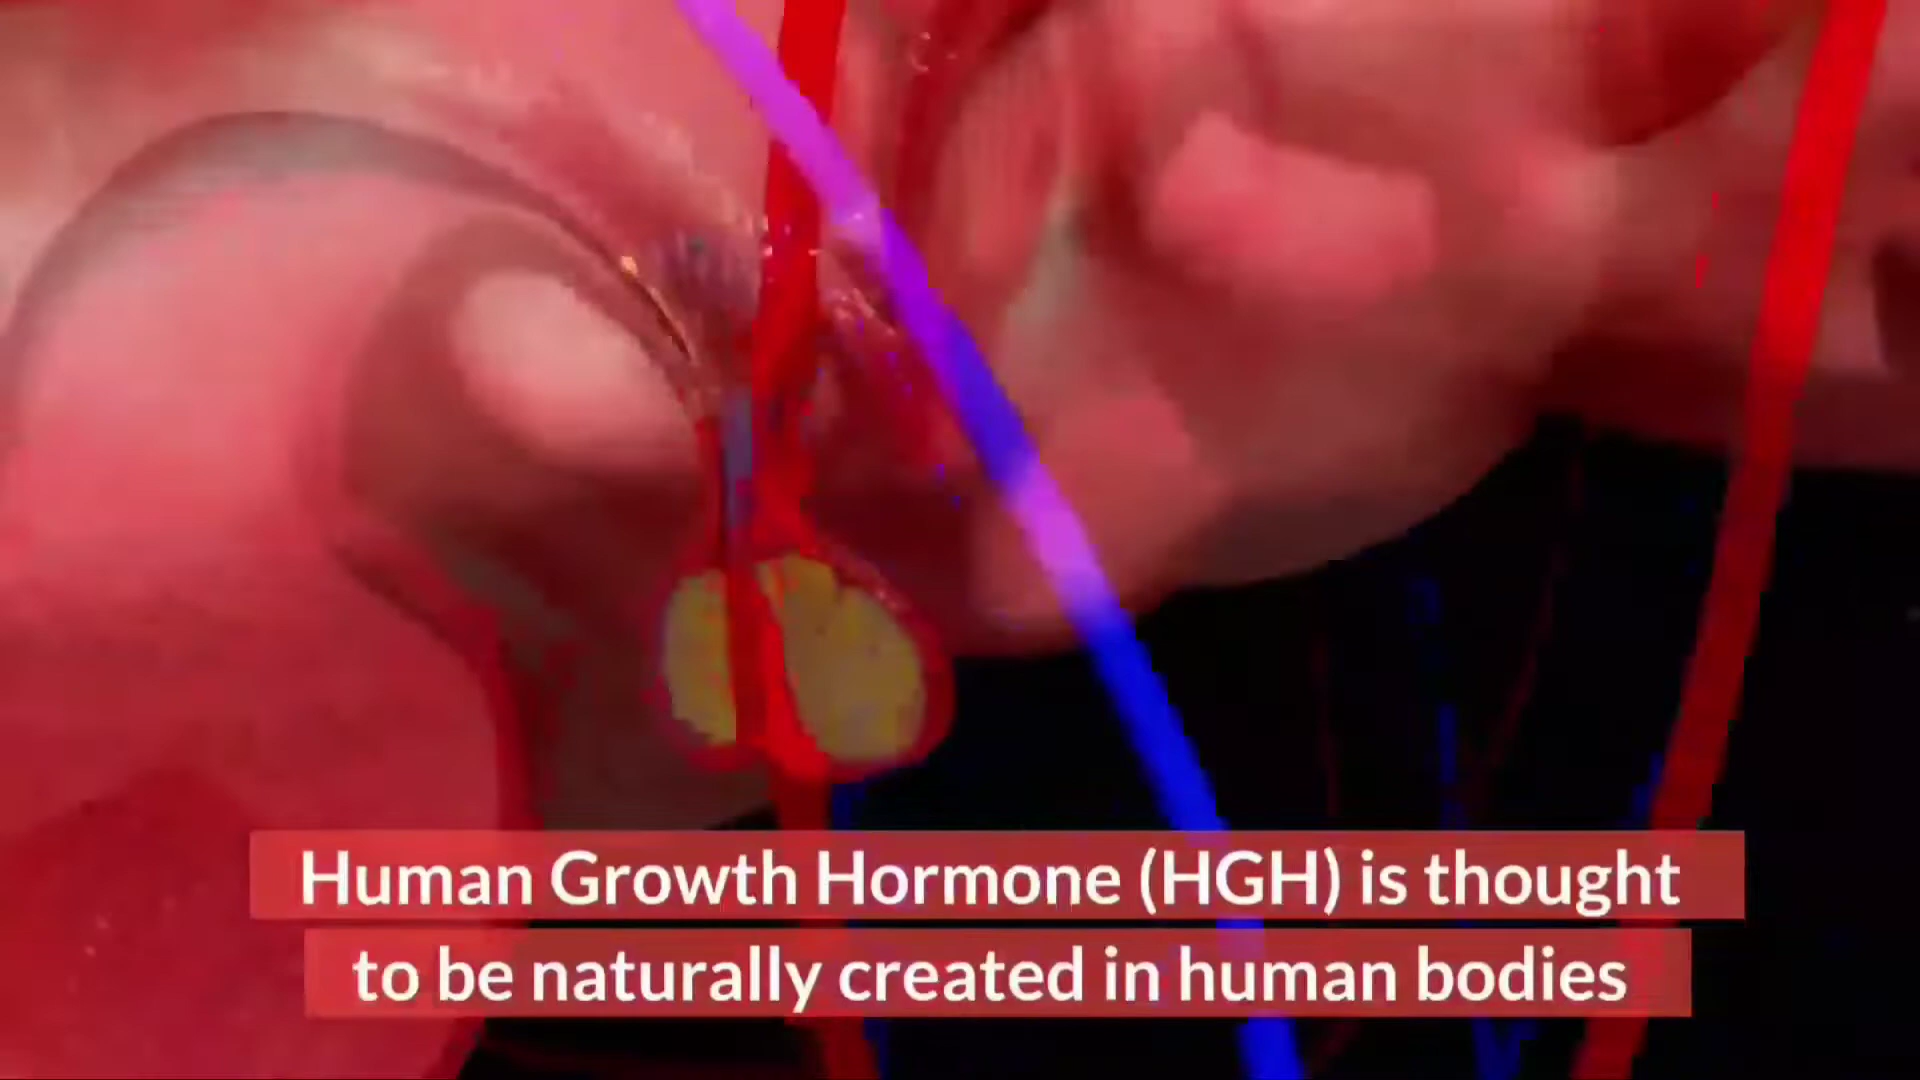 Human Growth Hormone (HGH) is thought
to be naturally created in human bodies